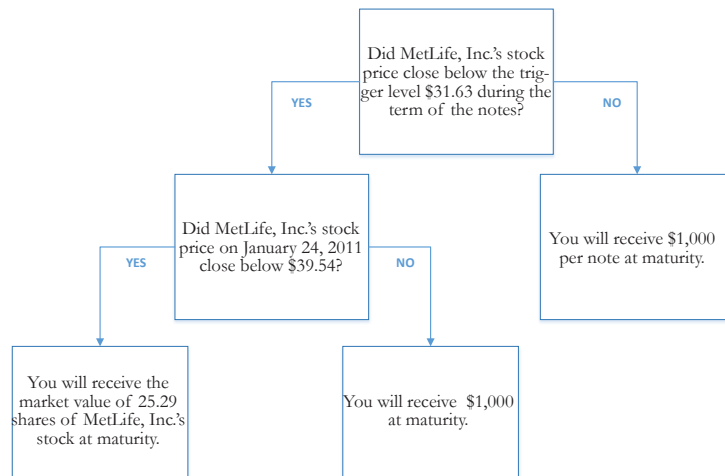 Did MetLife, Inc.'s stock
price close below the trig-
ger level $31.63 during the
term of the notes?
YES
NO
Did MetLife, Inc.'s stock
price on January 24, 2011
close below $39.54?
You will receive $1,000
per note at maturity.
YES
NO
You will receive the
market value of 25.29
shares of MetLife, Inc.'s
stock at maturity.
You will receive $1,000
at maturity.